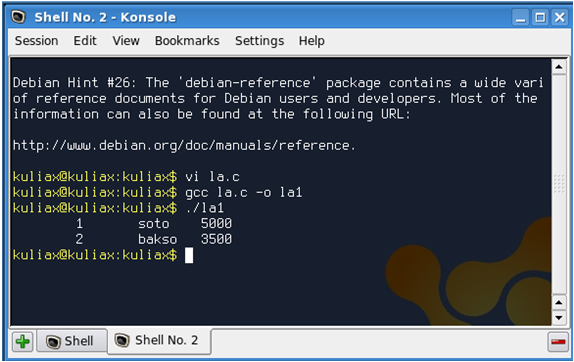 Shell No. 2 - Konsole
Session Edit View Bookmarks Settings Help
Debian Hint #26: The 'debian-reference' package contains a wide vari
of reference documents for Debian users and developers. Most of the
information can also be found at the following URL:
http://www.debian.org/doc/manuals/reference.
kuliax@kuliax:kuliax$ vi la.c
kuliax@kuliax:kuliax$ gcc la.c -o la1
kuliax@kuliax:kuliax$ ./la1
1 soto 5000
2 bakso 3500
kuliax@kuliax:kuliax$
Shell Shell No. 2